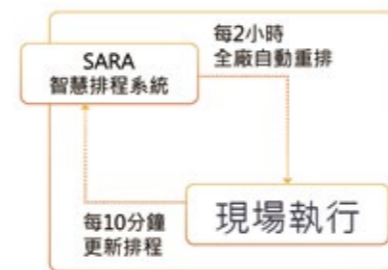 每2小時
全廠自動重排
SARA
智慧排程系統
現場執行
每10分鐘
更新排程